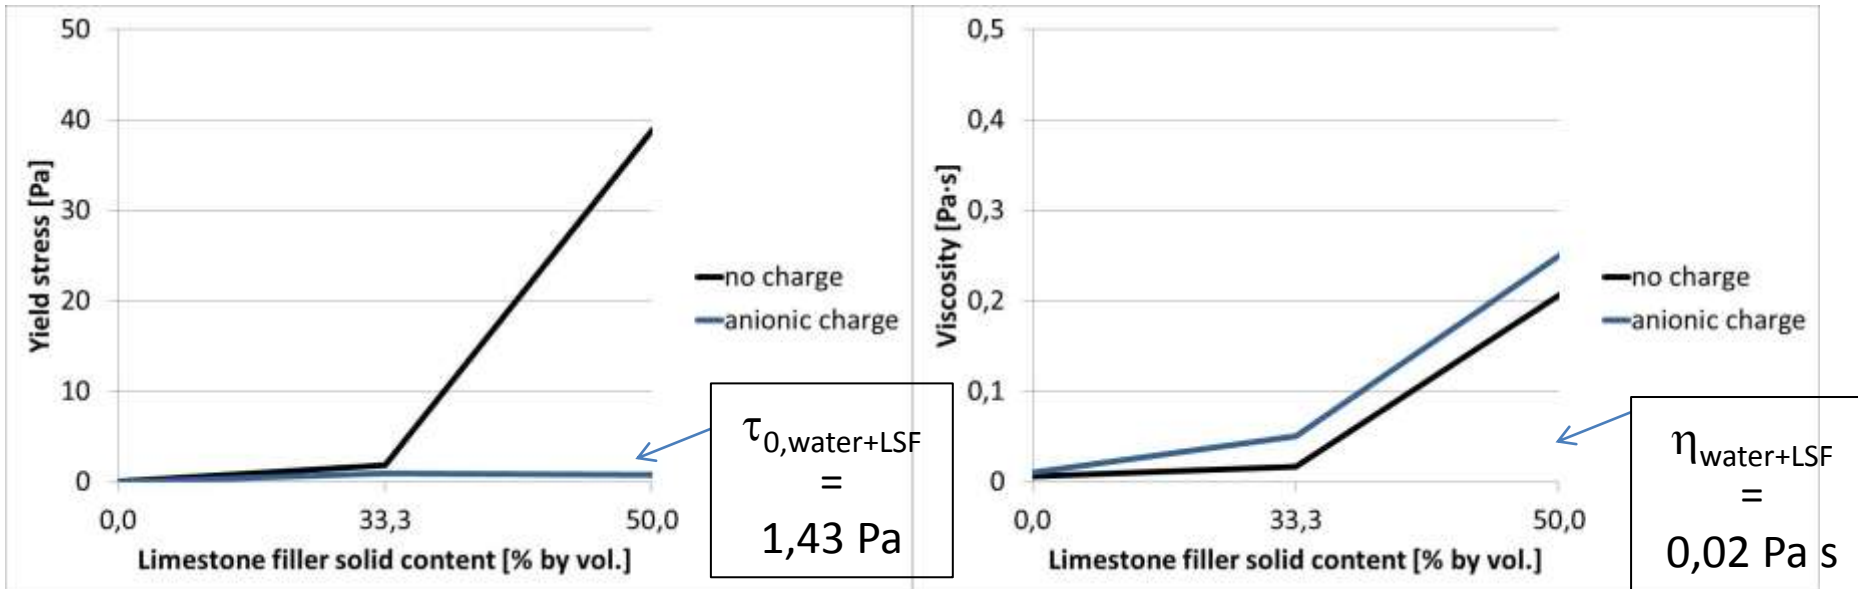 50
40
30
20
10
0
Yield stress [Pa]
0,0
33,3
50,0
Limestone filler solid content [% by vol.]
no charge
anionic charge
τ0,water+LSF
=
1,43 Pa
0,5
0,4
0,3
0,2
0,1
0
Viscosity [Pa·s]
0,0
33,3
50,0
Limestone filler solid content [% by vol.]
no charge
anionic charge
ηwater+LSF
=
0,02 Pa s